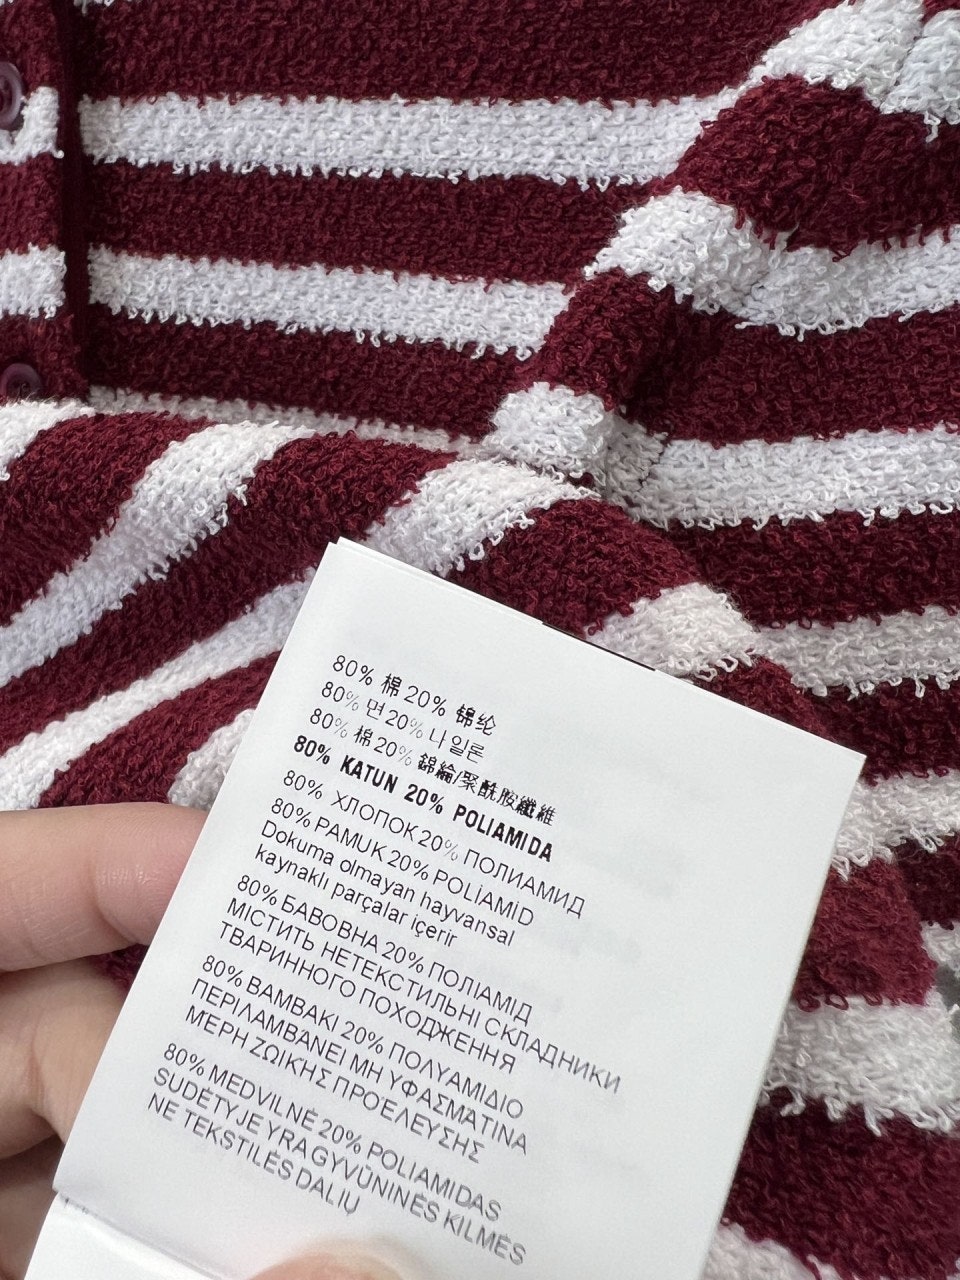 80% 棉 20% 锦纶
80% 면 20% 나일론
80% 棉 20% 錦綸/聚酰胺纖維
80% KATUN 20% POLIAMIDA
80% ХЛОПОК 20% ПОЛИАМИД
80% PAMUK 20% POLİAMİD
Dokuma olmayan hayvansal
kaynaklı parçalar içerir
80% БАВОВНА 20% ПОЛІАМІД
МІСТИТЬ НЕТЕКСТИЛЬНІ СКЛАДНИКИ
ТВАРИННОГО ПОХОДЖЕННЯ
80% ΒΑΜΒΑΚΙ 20% ΠΟΛΥΑΜΙΔΙΟ
ΠΕΡΙΛΑΜΒΑΝΕΙ ΜΗ ΥΦΑΣΜΑΤΙΝΑ
ΜΕΡΗ ΖΩΙΚΗΣ ΠΡΟΕΛΕΥΣΗΣ
80% MEDVILNĖ 20% POLIAMIDAS
SUDĖTYJE YRA GYVŪNINĖS KILMĖS
NE TEKSTILĖS DALIŲ